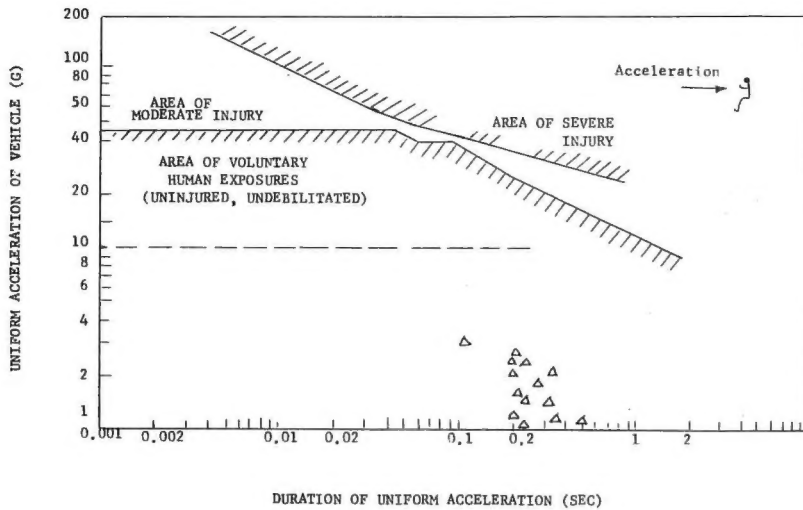 UNIFORM ACCELERATION OF VEHICLE (G)
200
100
80
60
50
40
20
10
8
6
4
2
1
Acceleration
AREA OF
MODERATE INJURY
AREA OF SEVERE
INJURY
AREA OF VOLUNTARY
HUMAN EXPOSURES
(UNINJURED, UNDEBILITATED)
0.001 0.002 0.01 0.02 0.1 0.2 1 2
DURATION OF UNIFORM ACCELERATION (SEC)